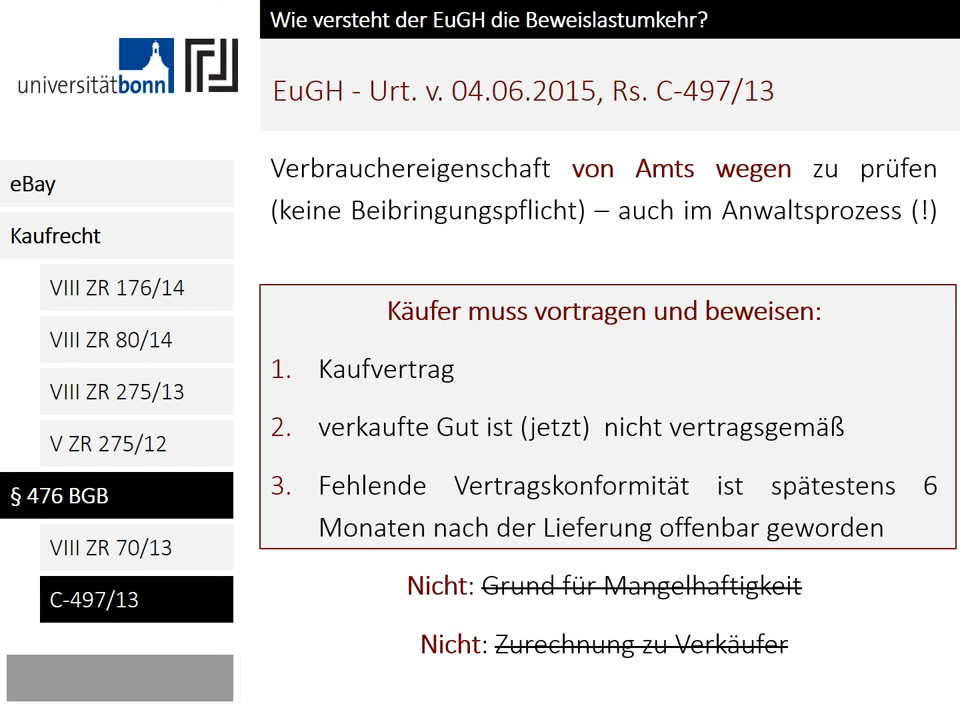 Wie versteht der EuGH die Beweislastumkehr?
universitätbonn
EuGH - Urt. v. 04.06.2015, Rs. C-497/13
eBay
Kaufrecht
VIII ZR 176/14
VIII ZR 80/14
VIII ZR 275/13
V ZR 275/12
§ 476 BGB
VIII ZR 70/13
C-497/13
Verbrauchereigenschaft von Amts wegen zu prüfen
(keine Beibringungspflicht) – auch im Anwaltsprozess (!)
Käufer muss vortragen und beweisen:
1. Kaufvertrag
2. verkaufte Gut ist (jetzt) nicht vertragsgemäß
3. Fehlende Vertragskonformität ist spätestens 6
Monaten nach der Lieferung offenbar geworden
Nicht: Grund für Mangelhaftigkeit
Nicht: Zurechnung zu Verkäufer